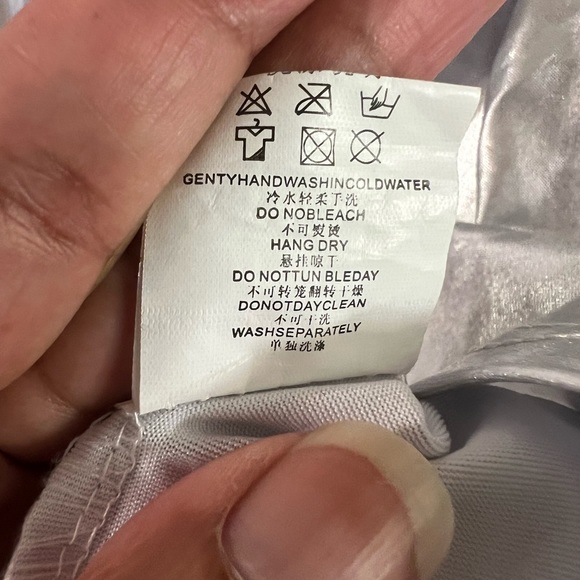 GENTYHANDWASHINCOLDWATER
冷水轻柔手洗
DO NOBLEACH
不可熨烫
HANG DRY
悬挂晾干
DO NOTTUN BLEDAY
不可转笼翻转干燥
DONOTDAYCLEAN
不可干洗
WASHSEPARATELY
单独洗涤